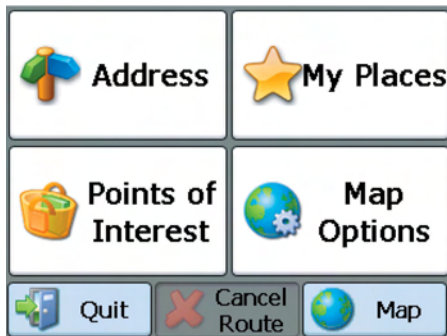 Address
My Places
Points of
Interest
Map
Options
Quit
Cancel
Route
Map